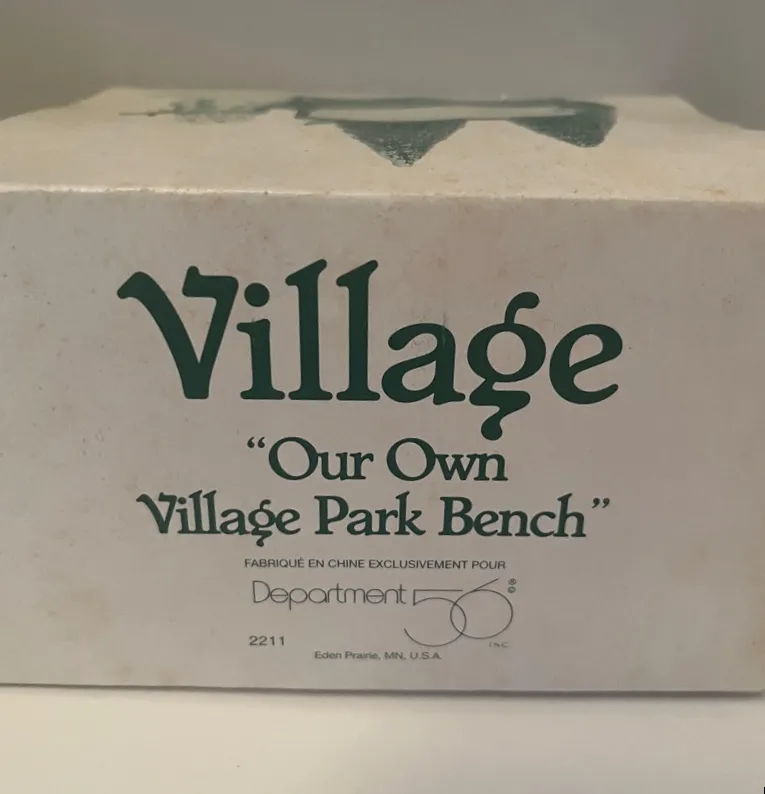 Village
“Our Own
Village Park Bench”
FABRIQUÉ EN CHINE EXCLUSIVEMENT POUR
Department 56 ®
©
INC.
2211
Eden Prairie, MN, U.S.A.